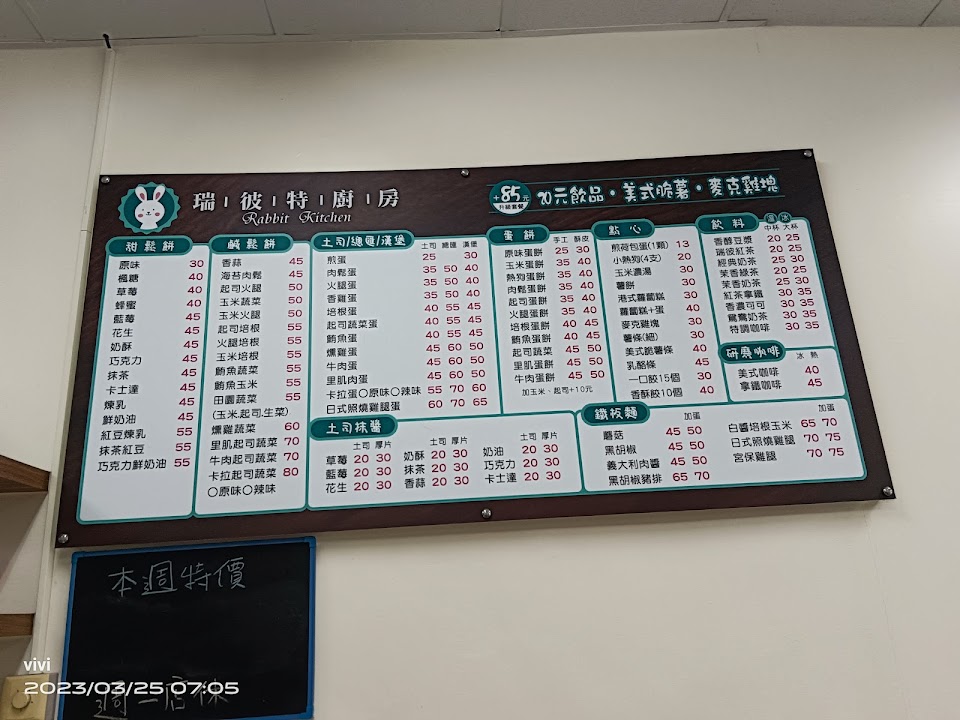 瑞彼特廚房
Rabbit Kitchen
+85元 升級套餐 20元飲品・美式脆薯・麥克雞塊
甜鬆餅
原味 30
楓糖 40
草莓 40
蜂蜜 40
藍莓 45
花生 45
奶酥 45
巧克力 45
抹茶 45
卡士達 45
煉乳 45
鮮奶油 45
紅豆煉乳 55
抹茶紅豆 55
巧克力鮮奶油 55
鹹鬆餅
香蒜 45
海苔肉鬆 45
起司火腿 50
玉米蔬菜 50
玉米火腿 50
起司培根 55
火腿培根 55
玉米培根 55
鮪魚蔬菜 55
鮪魚玉米 55
田園蔬菜 55
(玉米.起司.生菜)
燻雞蔬菜 60
里肌起司蔬菜 70
牛肉起司蔬菜 70
卡拉起司蔬菜 80
○原味○辣味
土司/總匯/漢堡 土司 總匯 漢堡
煎蛋 25 30
肉鬆蛋 35 50 40
火腿蛋 35 50 40
香雞蛋 35 50 40
培根蛋 40 55 45
起司蔬菜蛋 40 55 45
鮪魚蛋 40 55 45
燻雞蛋 45 60 50
牛肉蛋 45 60 50
里肌肉蛋 45 60 50
卡拉蛋○原味○辣味 55 70 60
日式照燒雞腿蛋 60 70 65
土司抹醬
土司 厚片 土司 厚片 土司 厚片
草莓 20 30 奶酥 20 30 奶油 20 30
藍莓 20 30 抹茶 20 30 巧克力 20 30
花生 20 30 香蒜 20 30 卡士達 20 30
蛋餅 手工 酥皮
原味蛋餅 25 30
玉米蛋餅 30 35
熱狗蛋餅 30 35
肉鬆蛋餅 35 40
起司蛋餅 35 40
火腿蛋餅 35 40
培根蛋餅 40 45
鮪魚蛋餅 40 45
起司蔬菜 45 50
里肌蛋餅 45 50
牛肉蛋餅 45 50
加玉米、起司+10元
點心
煎荷包蛋(1顆) 13
小熱狗(4支) 20
玉米濃湯 30
薯餅 30
港式蘿蔔糕 30
蘿蔔糕+蛋 40
麥克雞塊 30
薯條(細) 30
美式脆薯條 40
乳酪條 45
一口餃15個 30
香酥餃10個 40
飲料 溫 冰
中杯 大杯
香醇豆漿 20 25
瑞彼紅茶 20 25
經典奶茶 25 30
茉香綠茶 20 25
茉香奶茶 25 30
紅茶拿鐵 30 35
香濃可可 30 35
鴛鴦奶茶 30 35
特調咖啡 30 35
研磨咖啡 冰 熱
美式咖啡 40
拿鐵咖啡 45
鐵板麵 加蛋 加蛋
蘑菇 45 50 白醬培根玉米 65 70
黑胡椒 45 50 日式照燒雞腿 70 75
義大利肉醬 45 50 宮保雞腿 70 75
黑胡椒豬排 65 70
本週特價
週一店休
vivi
2023/03/25 07:05